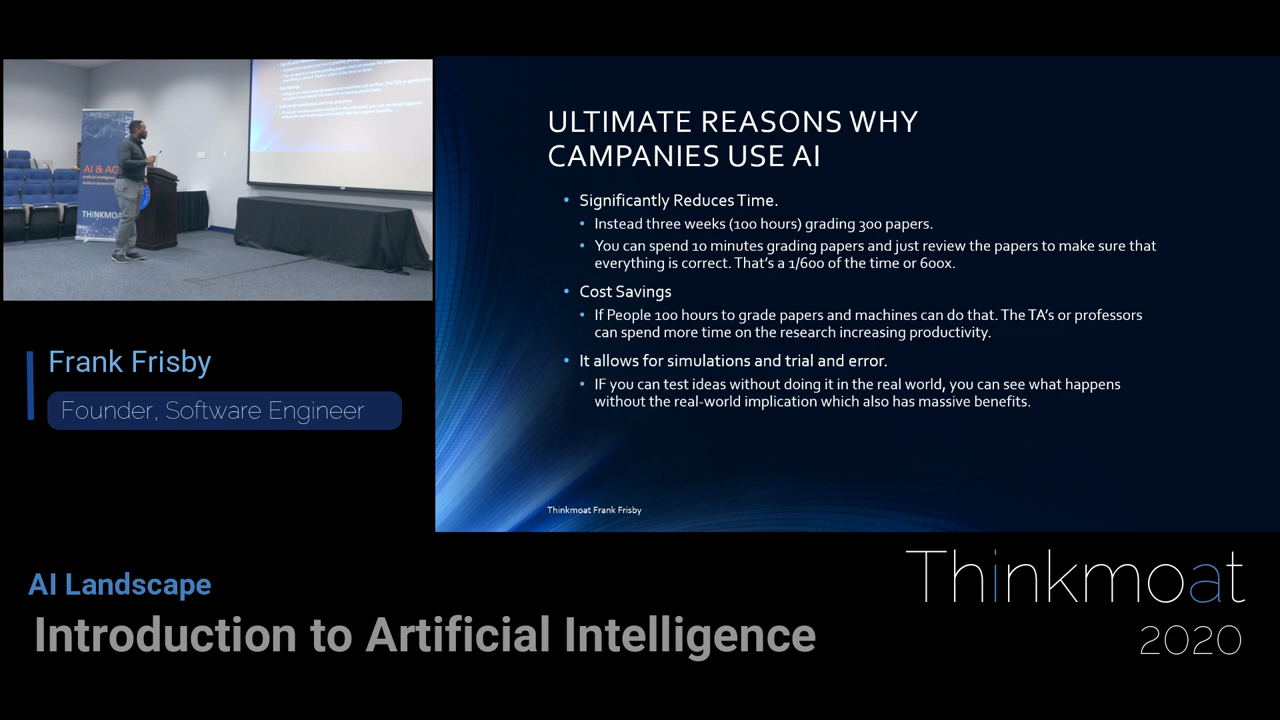 AI & AG
THINKMOA
Frank Frisby
Founder, Software Engineer
ULTIMATE REASONS WHY
CAMPANIES USE AI
• Significantly Reduces Time.
• Instead three weeks (100 hours) grading 300 papers.
• You can spend 10 minutes grading papers and just review the papers to make sure that
everything is correct. That's a 1/600 of the time or 600x.
• Cost Savings
• If People 100 hours to grade papers and machines can do that. The TA's or professors
can spend more time on the research increasing productivity.
• It allows for simulations and trial and error.
• IF you can test ideas without doing it in the real world, you can see what happens
without the real-world implication which also has massive benefits.
Thinkmoat Frank Frisby
AI Landscape
Introduction to Artificial Intelligence
Thinkmoat
2020